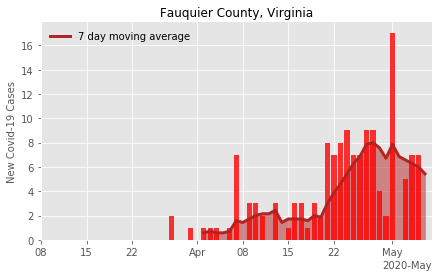 Fauquier County, Virginia
7 day moving average
New Covid-19 Cases
16
14
12
10
8
6
4
2
0
08 15 22 Apr 08 15 22 May
2020-May